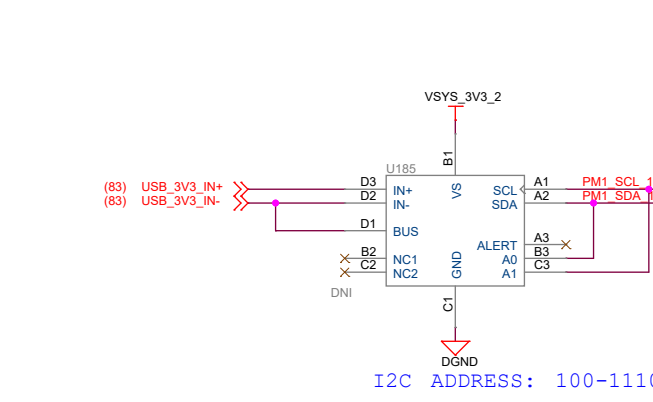 VSYS_3V3_2
B1
U185
(83) USB_3V3_IN+ D3 IN+ VS SCL A1 PM1_SCL_1
(83) USB_3V3_IN- D2 IN- SDA A2 PM1_SDA_1
D1 BUS
ALERT A3
B2 NC1 GND A0 B3
C2 NC2 A1 C3
DNI
C1
DGND
I2C ADDRESS: 100-1110